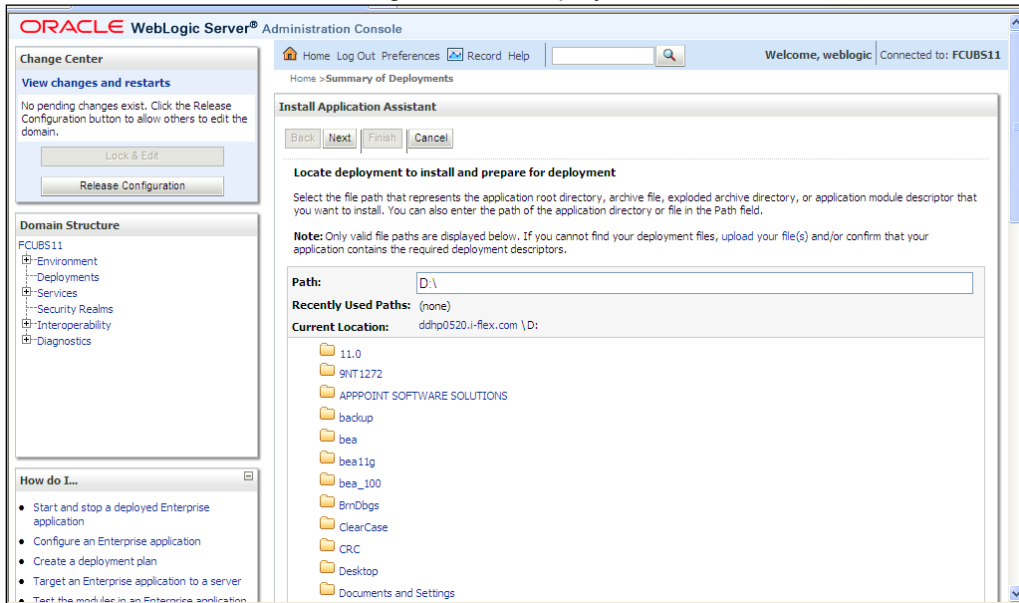 ORACLE WebLogic Server® Administration Console
Change Center
View changes and restarts
No pending changes exist. Click the Release
Configuration button to allow others to edit the
domain.
Lock & Edit
Release Configuration
Domain Structure
FCUBS11
Environment
Deployments
Services
Security Realms
Interoperability
Diagnostics
How do I...
Start and stop a deployed Enterprise
application
Configure an Enterprise application
Create a deployment plan
Target an Enterprise application to a server
Test the modules in an Enterprise application
Home Log Out Preferences Record Help
Welcome, weblogic Connected to: FCUBS11
Home >Summary of Deployments
Install Application Assistant
Back Next Finish Cancel
Locate deployment to install and prepare for deployment
Select the file path that represents the application root directory, archive file, exploded archive directory, or application module descriptor that
you want to install. You can also enter the path of the application directory or file in the Path field.
Note: Only valid file paths are displayed below. If you cannot find your deployment files, upload your file(s) and/or confirm that your
application contains the required deployment descriptors.
Path: D:\
Recently Used Paths: (none)
Current Location: ddhp0520.i-flex.com \D:
11.0
9NT1272
APPPOINT SOFTWARE SOLUTIONS
backup
bea
bea11g
bea_100
BrnDbgs
ClearCase
CRC
Desktop
Documents and Settings